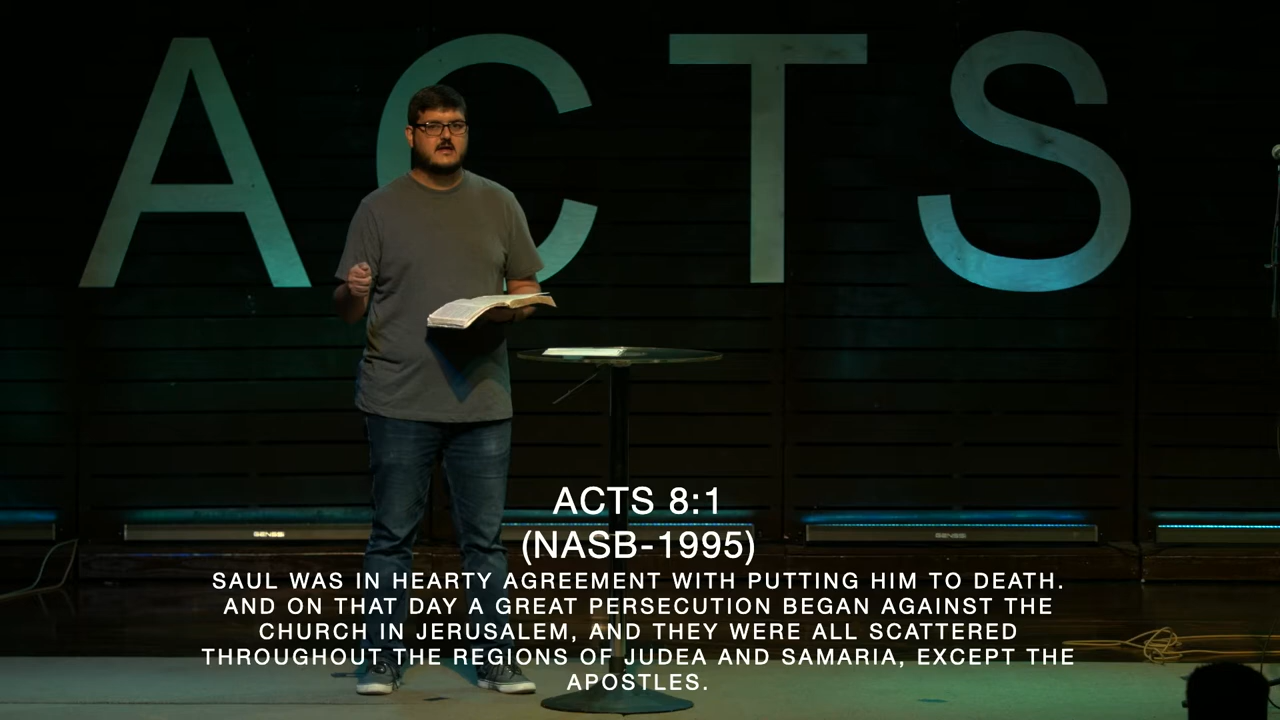 ACTS
ACTS 8:1
(NASB-1995)
SAUL WAS IN HEARTY AGREEMENT WITH PUTTING HIM TO DEATH.
AND ON THAT DAY A GREAT PERSECUTION BEGAN AGAINST THE
CHURCH IN JERUSALEM, AND THEY WERE ALL SCATTERED
THROUGHOUT THE REGIONS OF JUDEA AND SAMARIA, EXCEPT THE
APOSTLES.